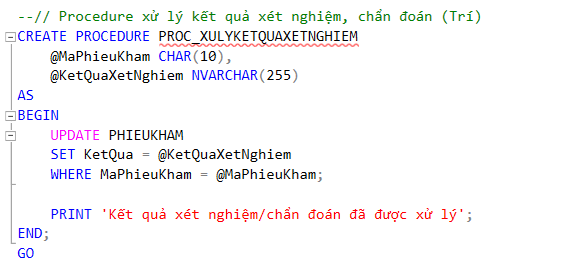 --// Procedure xử lý kết quả xét nghiệm, chẩn đoán (Trí)
CREATE PROCEDURE PROC_XULYKETQUAXETNGHIEM
    @MaPhieuKham CHAR(10),
    @KetQuaXetNghiem NVARCHAR(255)
AS
BEGIN
    UPDATE PHIEUKHAM
    SET KetQua = @KetQuaXetNghiem
    WHERE MaPhieuKham = @MaPhieuKham;

    PRINT 'Kết quả xét nghiệm/chẩn đoán đã được xử lý';
END;
GO